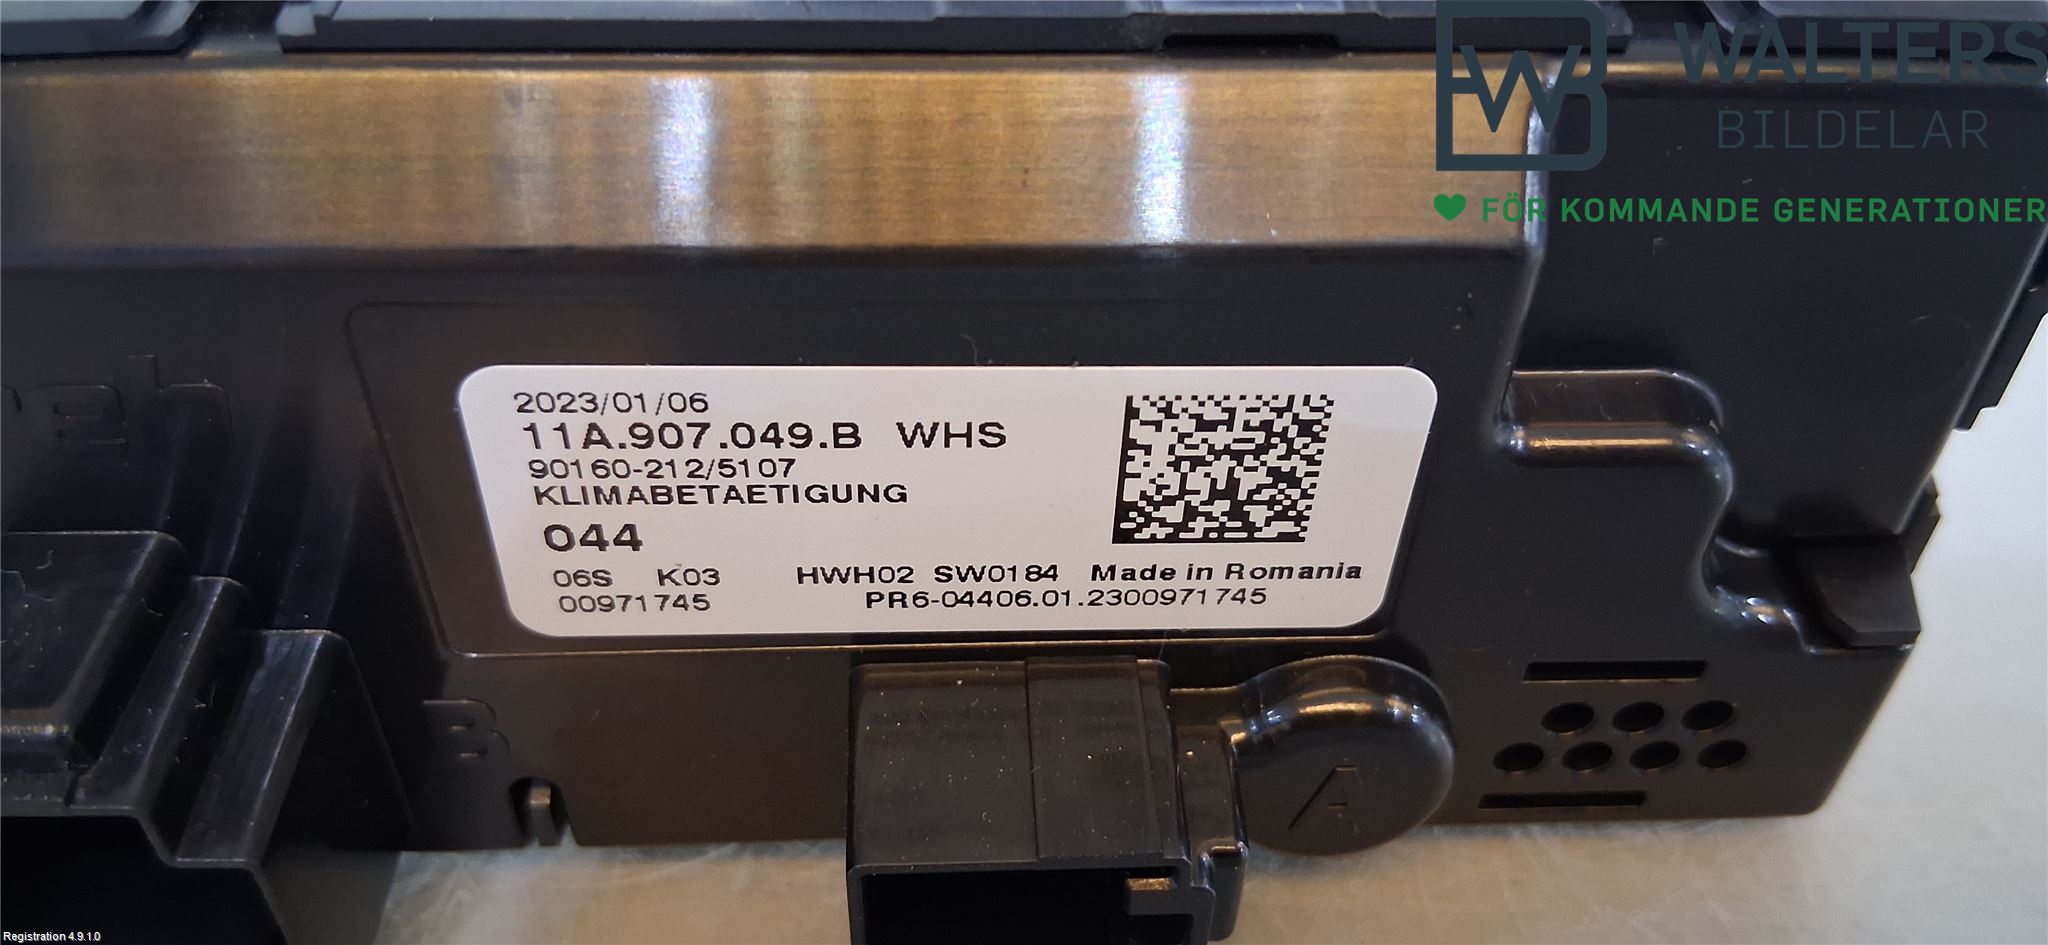 WALTERS
BILDELAR
FÖR KOMMANDE GENERATIONER
2023/01/06
11A.907.049.B WHS
90160-212/5107
KLIMABETAETIGUNG
044
06S K03
HWH02 SW0184 Made in Romania
00971745
PR6-04406.01.2300971745
B
A
Registration 4.9.1.0